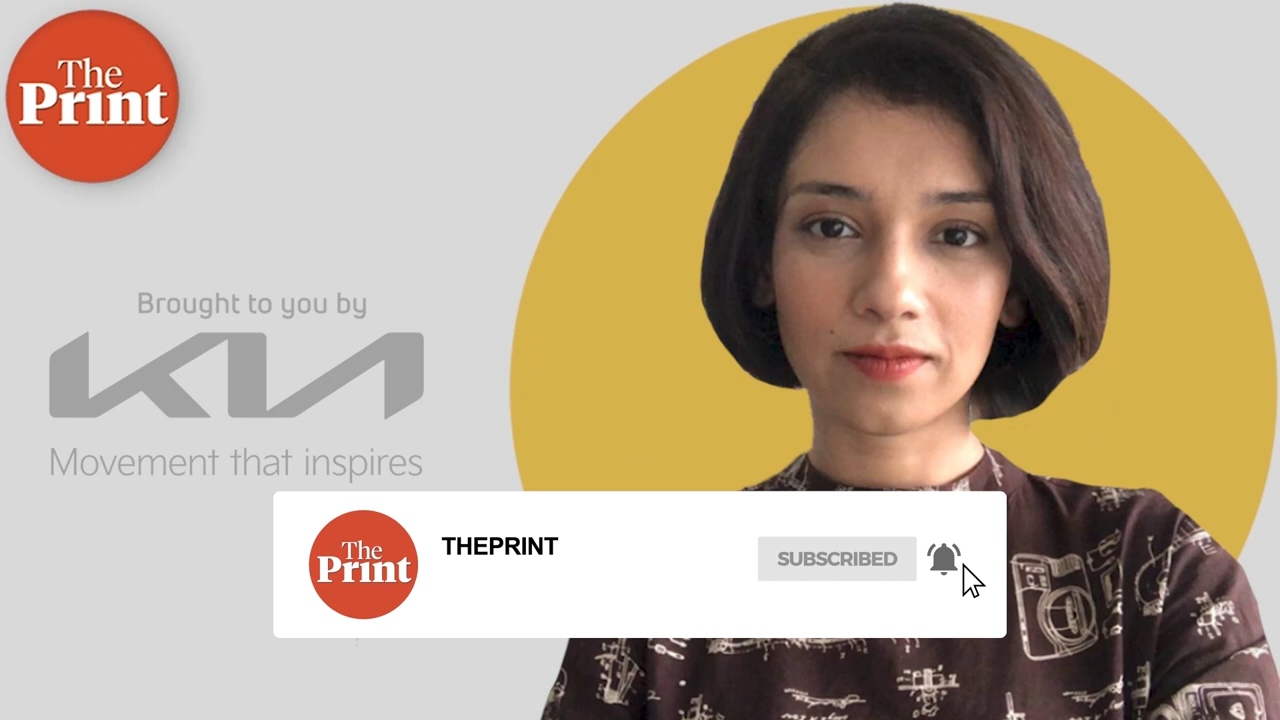 The
Print
Brought to you by
KIA
Movement that inspires
The
Print
THEPRINT
SUBSCRIBED